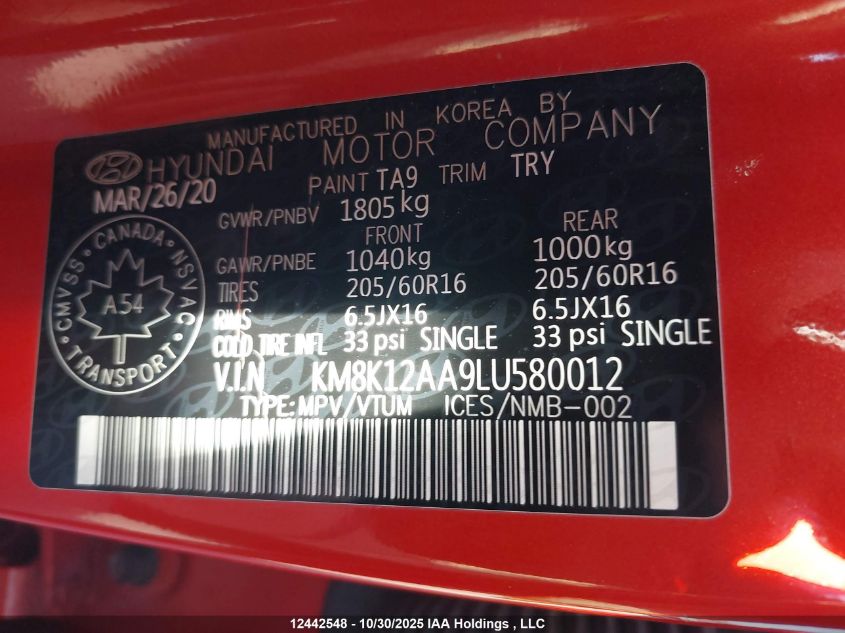 MANUFACTURED IN KOREA BY
HYUNDAI MOTOR COMPANY
MAR/26/20 PAINT TA9 TRIM TRY
GVWR/PNBV 1805kg
FRONT REAR
GAWR/PNBE 1040kg 1000kg
TIRES 205/60R16 205/60R16
RIMS 6.5JX16 6.5JX16
COLD TIRE INFL 33 psi SINGLE 33 psi SINGLE
V.I.N KM8K12AA9LU580012
TYPE:MPV/VTUM ICES/NMB-002
CMVSS • CANADA • NSVAC
A54
TRANSPORT
12442548 - 10/30/2025 IAA Holdings , LLC